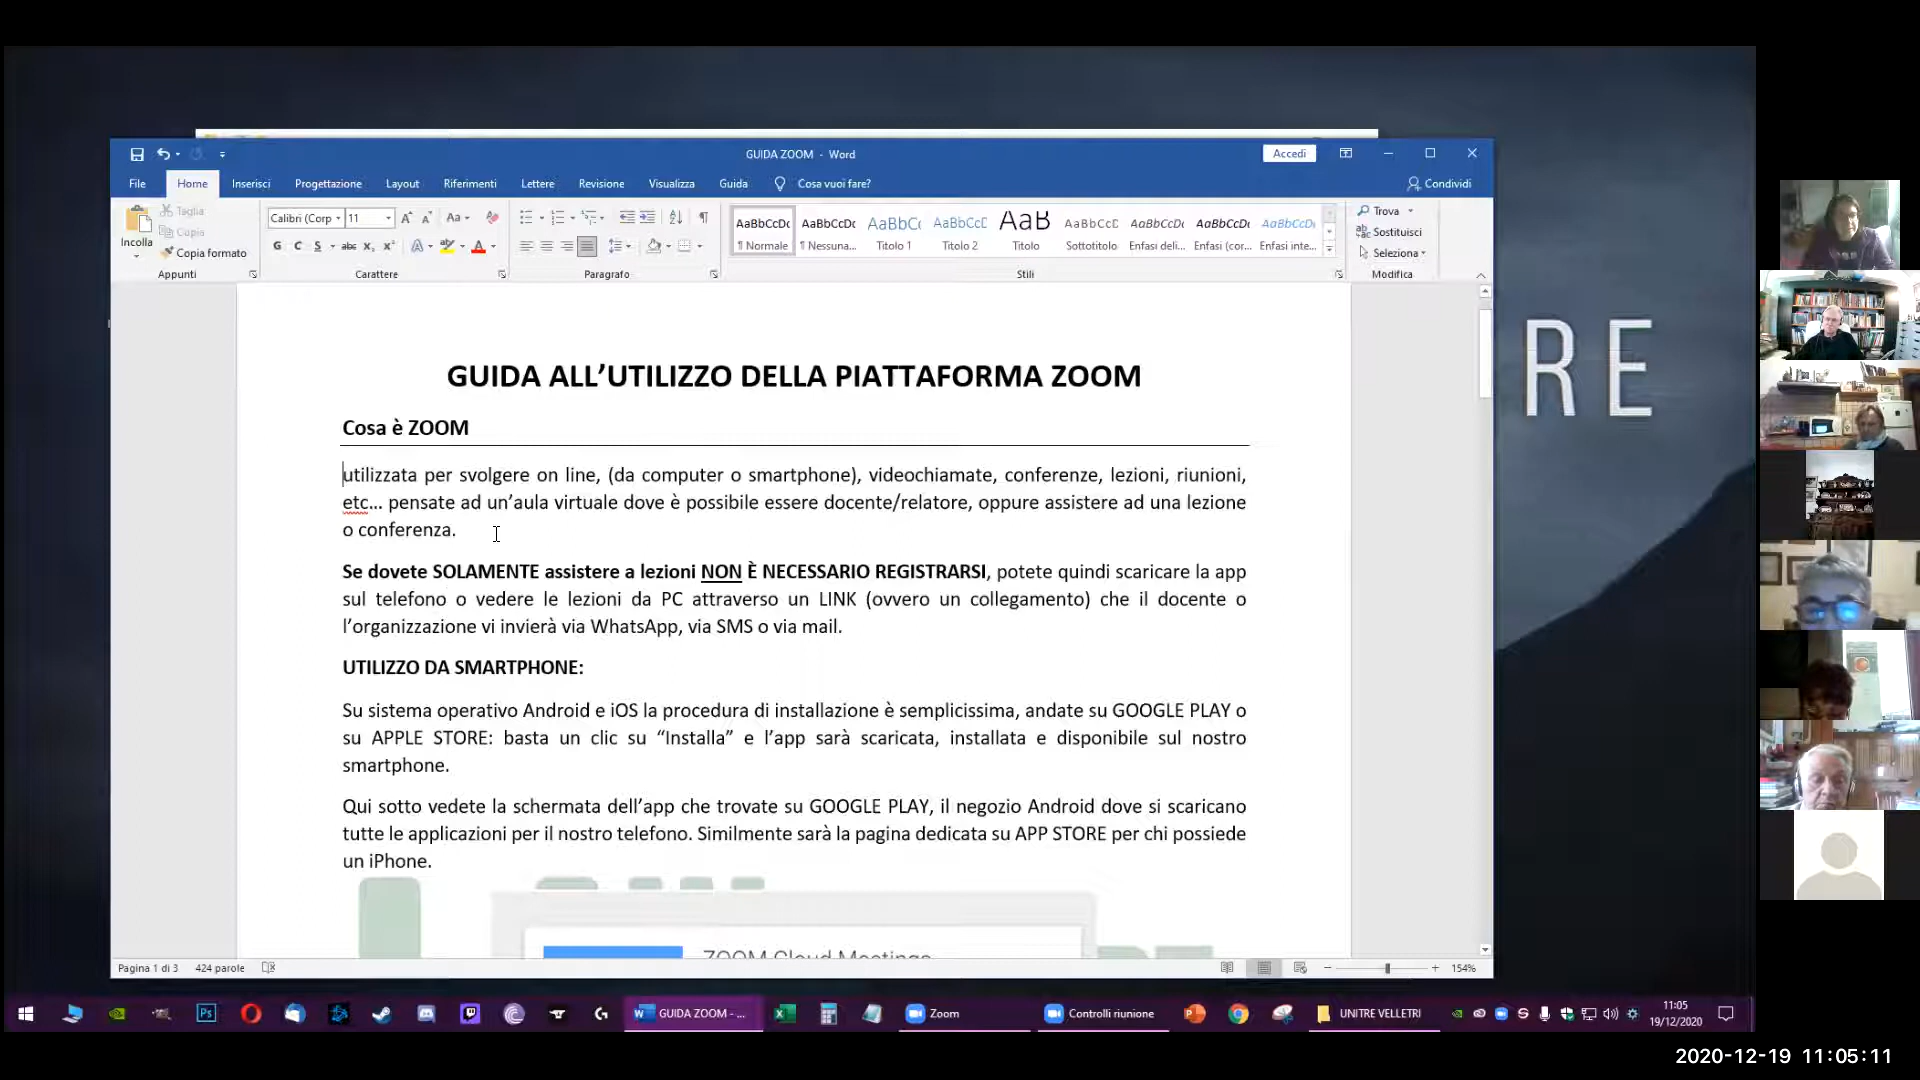 GUIDA ZOOM - Word
Accedi
File Home Inserisci Progettazione Layout Riferimenti Lettere Revisione Visualizza Guida Cosa vuoi fare? Condividi
Incolla
Taglia
Copia
Copia formato
Appunti
Calibri (Corp 11
G C S abc
Carattere
Paragrafo
AaBbCcDc AaBbCcDc AaBbCc AaBbCcD AaB AaBbCcD AaBbCcDc AaBbCcDc AaBbCcDc
¶ Normale ¶ Nessuna... Titolo 1 Titolo 2 Titolo Sottotitolo Enfasi deli... Enfasi (cor... Enfasi inte...
Stili
Trova
Sostituisci
Seleziona
Modifica
GUIDA ALL’UTILIZZO DELLA PIATTAFORMA ZOOM
Cosa è ZOOM
utilizzata per svolgere on line, (da computer o smartphone), videochiamate, conferenze, lezioni, riunioni,
etc... pensate ad un’aula virtuale dove è possibile essere docente/relatore, oppure assistere ad una lezione
o conferenza.
Se dovete SOLAMENTE assistere a lezioni NON È NECESSARIO REGISTRARSI, potete quindi scaricare la app
sul telefono o vedere le lezioni da PC attraverso un LINK (ovvero un collegamento) che il docente o
l’organizzazione vi invierà via WhatsApp, via SMS o via mail.
UTILIZZO DA SMARTPHONE:
Su sistema operativo Android e iOS la procedura di installazione è semplicissima, andate su GOOGLE PLAY o
su APPLE STORE: basta un clic su “Installa” e l’app sarà scaricata, installata e disponibile sul nostro
smartphone.
Qui sotto vedete la schermata dell’app che trovate su GOOGLE PLAY, il negozio Android dove si scaricano
tutte le applicazioni per il nostro telefono. Similmente sarà la pagina dedicata su APP STORE per chi possiede
un iPhone.
ZOOM Cloud Meetings
RE
Pagina 1 di 3 424 parole
154%
GUIDA ZOOM - ...
Zoom
Controlli riunione
UNITRE VELLETRI
11:05
19/12/2020
2020-12-19 11:05:11